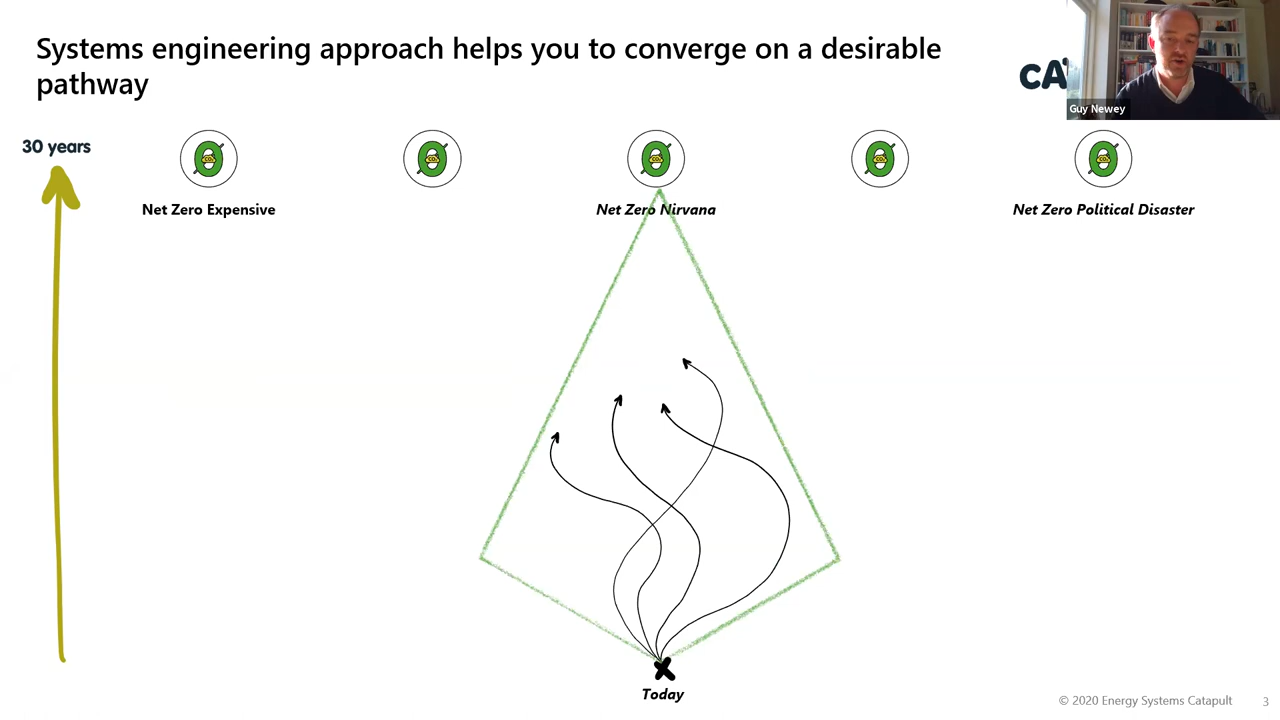 Systems engineering approach helps you to converge on a desirable
pathway
CA
Guy Newey
30 years
Net Zero Expensive
Net Zero Nirvana
Net Zero Political Disaster
Today
© 2020 Energy Systems Catapult
3